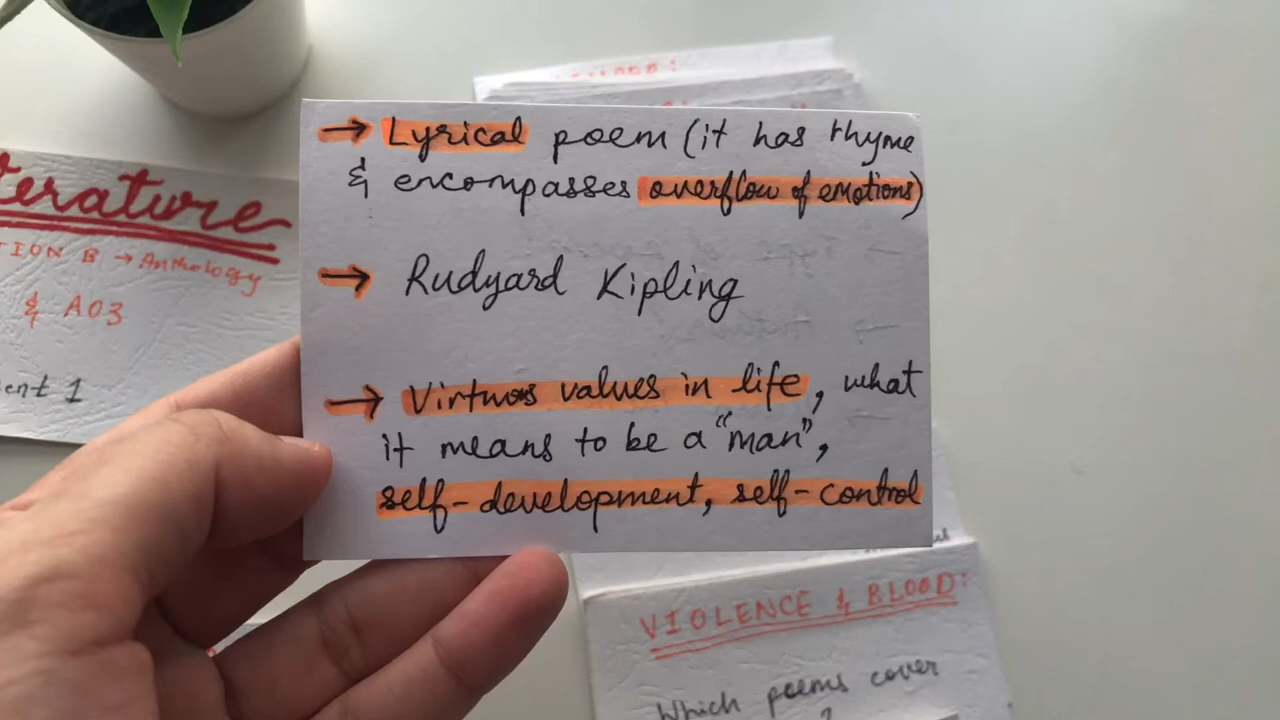 → Lyrical poem (it has rhyme
& encompasses overflow of emotions)
→ Rudyard Kipling
→ Virtuous values in life, what
it means to be a "man",
self-development, self-control
erature
TION B → Anthology
& A03
ent 1
VIOLENCE & BLOOD:
Which poems cover
?